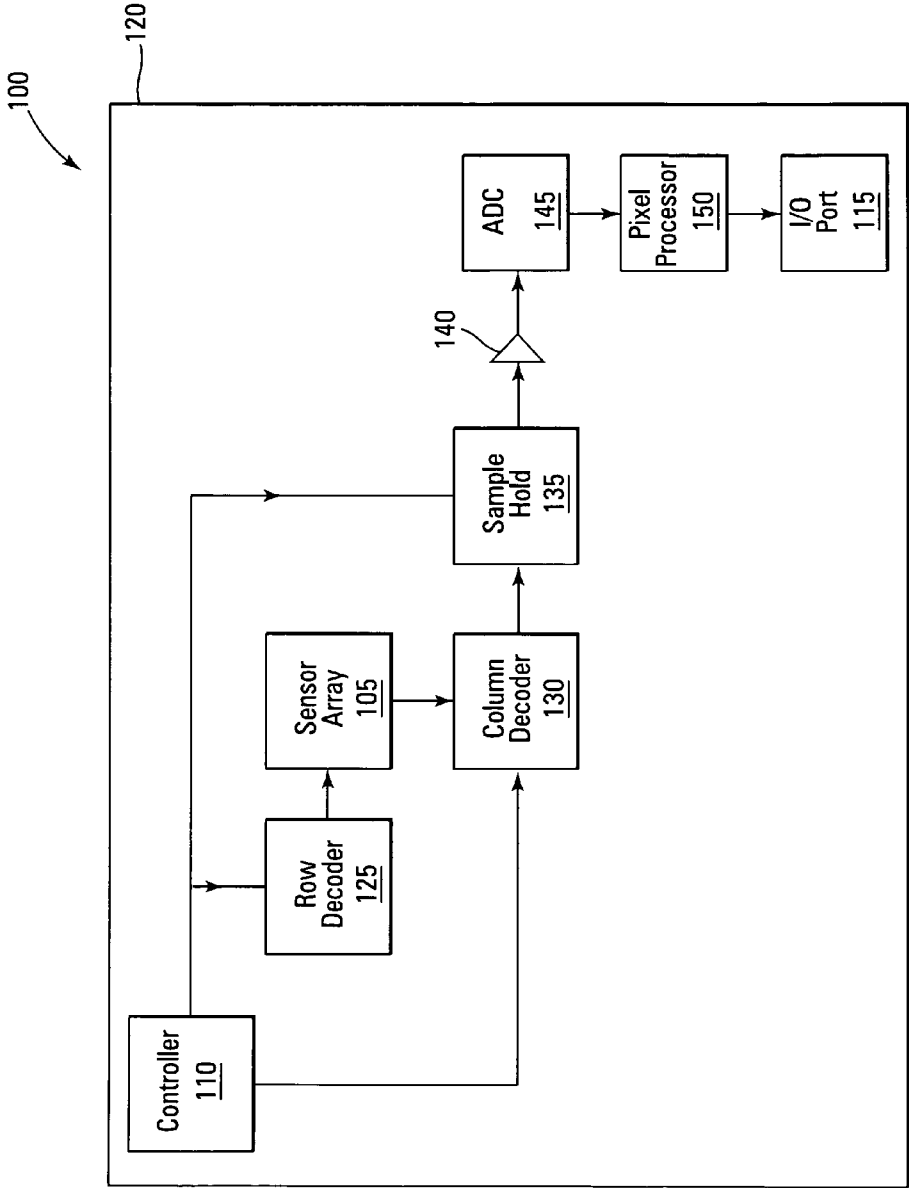 100
120
Controller
110
Row
Decoder
125
Sensor
Array
105
Column
Decoder
130
Sample
Hold
135
140
ADC
145
Pixel
Processor
150
I/O
Port
115